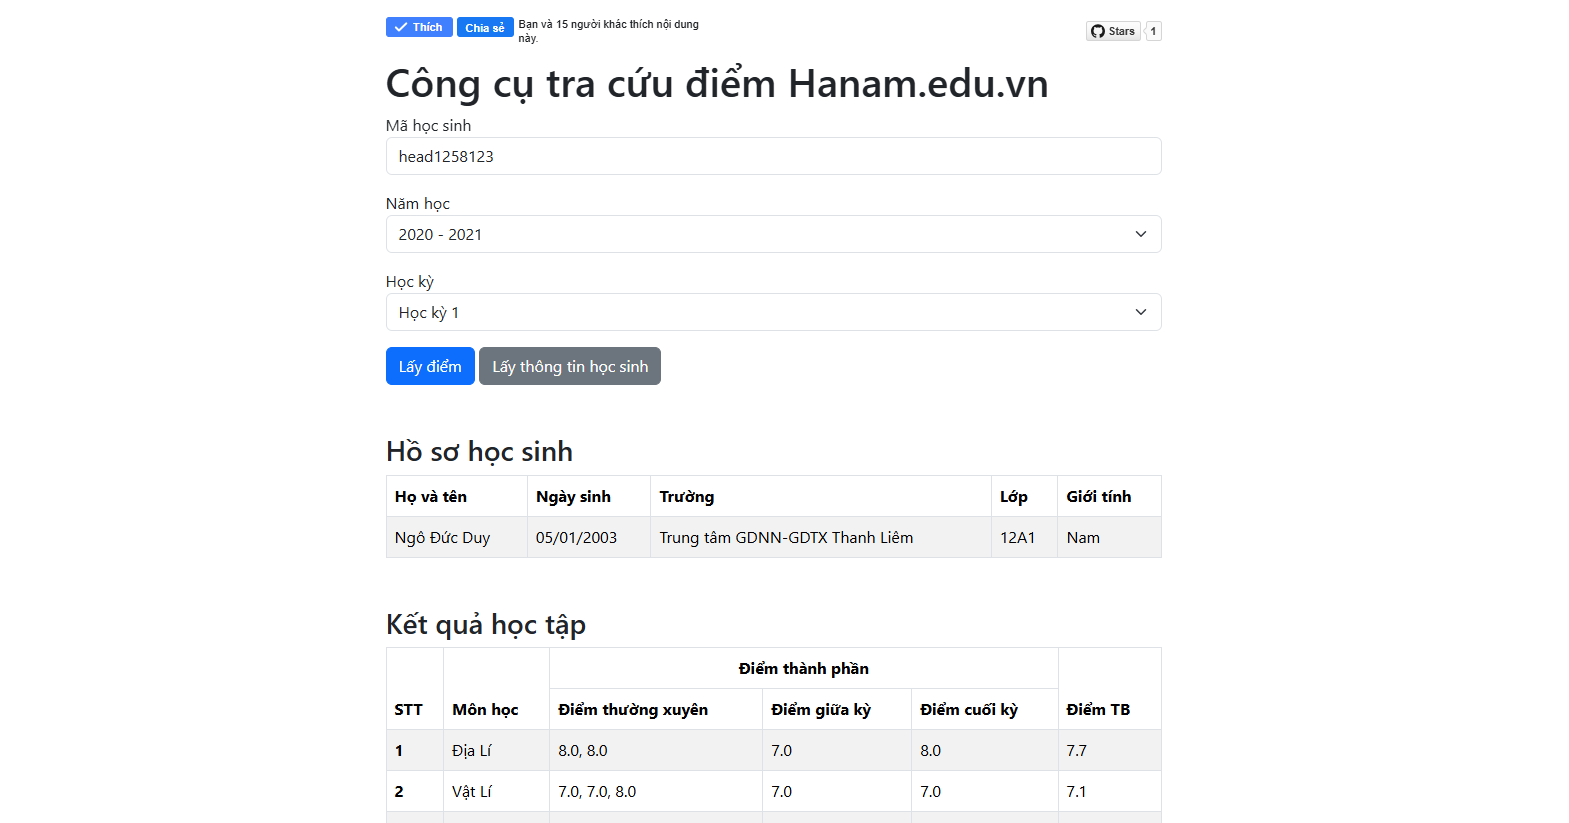 Thích Chia sẻ Bạn và 15 người khác thích nội dung
này.
Stars 1
Công cụ tra cứu điểm Hanam.edu.vn
Mã học sinh
head1258123
Năm học
2020 - 2021
Học kỳ
Học kỳ 1
Lấy điểm Lấy thông tin học sinh
Hồ sơ học sinh
Họ và tên Ngày sinh Trường Lớp Giới tính
Ngô Đức Duy 05/01/2003 Trung tâm GDNN-GDTX Thanh Liêm 12A1 Nam
Kết quả học tập
Điểm thành phần
STT Môn học Điểm thường xuyên Điểm giữa kỳ Điểm cuối kỳ Điểm TB
1 Địa Lí 8.0, 8.0 7.0 8.0 7.7
2 Vật Lí 7.0, 7.0, 8.0 7.0 7.0 7.1